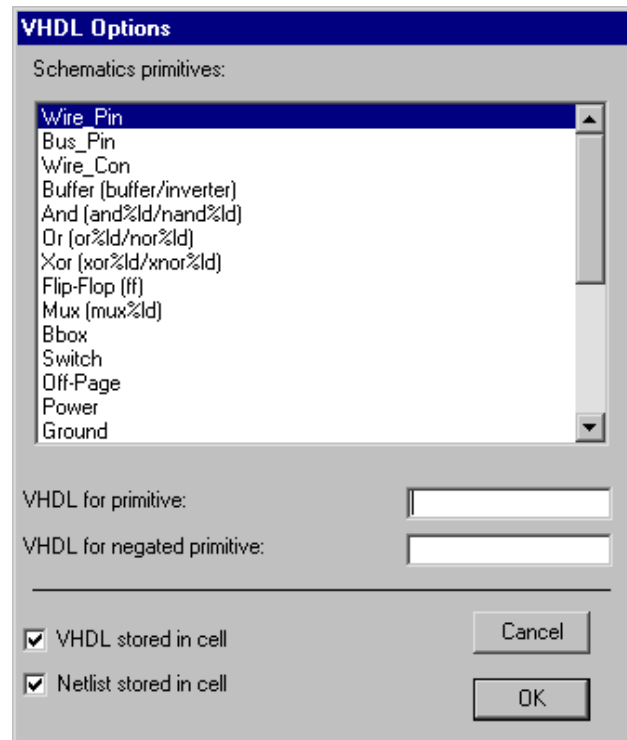 VHDL Options
Schematics primitives:
Wire_Pin
Bus_Pin
Wire_Con
Buffer (buffer/inverter)
And (and%ld/nand%ld)
Or (or%ld/nor%ld)
Xor (xor%ld/xnor%ld)
Flip-Flop (ff)
Mux (mux%ld)
Bbox
Switch
Off-Page
Power
Ground
VHDL for primitive:
VHDL for negated primitive:
VHDL stored in cell
Cancel
Netlist stored in cell
OK